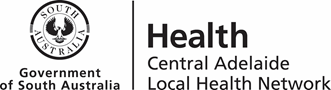 SOUTH
AUSTRALIA
Government
of South Australia
Health
Central Adelaide
Local Health Network